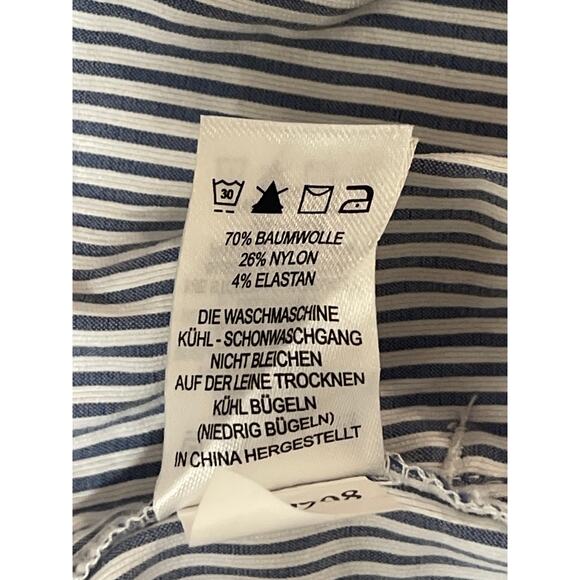 30
70% BAUMWOLLE
26% NYLON
4% ELASTAN
DIE WASCHMASCHINE
KÜHL - SCHONWASCHGANG
NICHT BLEICHEN
AUF DER LEINE TROCKNEN
KÜHL BÜGELN
(NIEDRIG BÜGELN)
IN CHINA HERGESTELLT